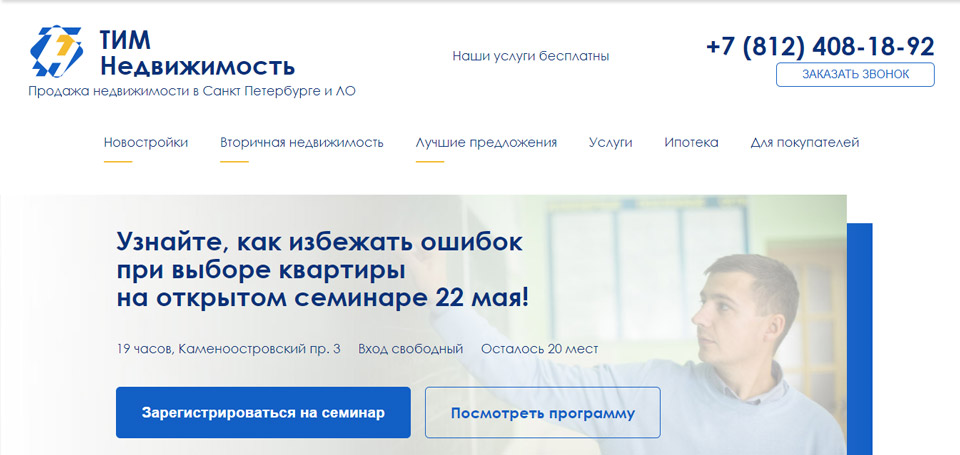 ТИМ
Недвижимость
Продажа недвижимости в Санкт Петербурге и ЛО
Наши услуги бесплатны
+7 (812) 408-18-92
ЗАКАЗАТЬ ЗВОНОК
Новостройки Вторичная недвижимость Лучшие предложения Услуги Ипотека Для покупателей
Узнайте, как избежать ошибок
при выборе квартиры
на открытом семинаре 22 мая!
19 часов, Каменоостровский пр. 3 Вход свободный Осталось 20 мест
Зарегистрироваться на семинар Посмотреть программу